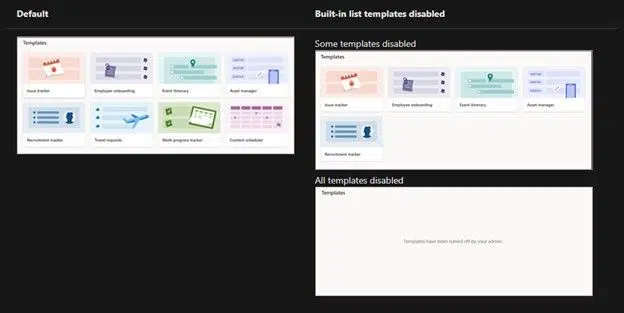 Default
Built-in list templates disabled
Templates
Issue tracker
Employee onboarding
Event itinerary
Asset manager
Recruitment tracker
Travel requests
Work progress tracker
Content scheduler
Some templates disabled
Templates
Issue tracker
Employee onboarding
Event itinerary
Asset manager
Recruitment tracker
All templates disabled
Templates
Templates have been turned off by your admin.